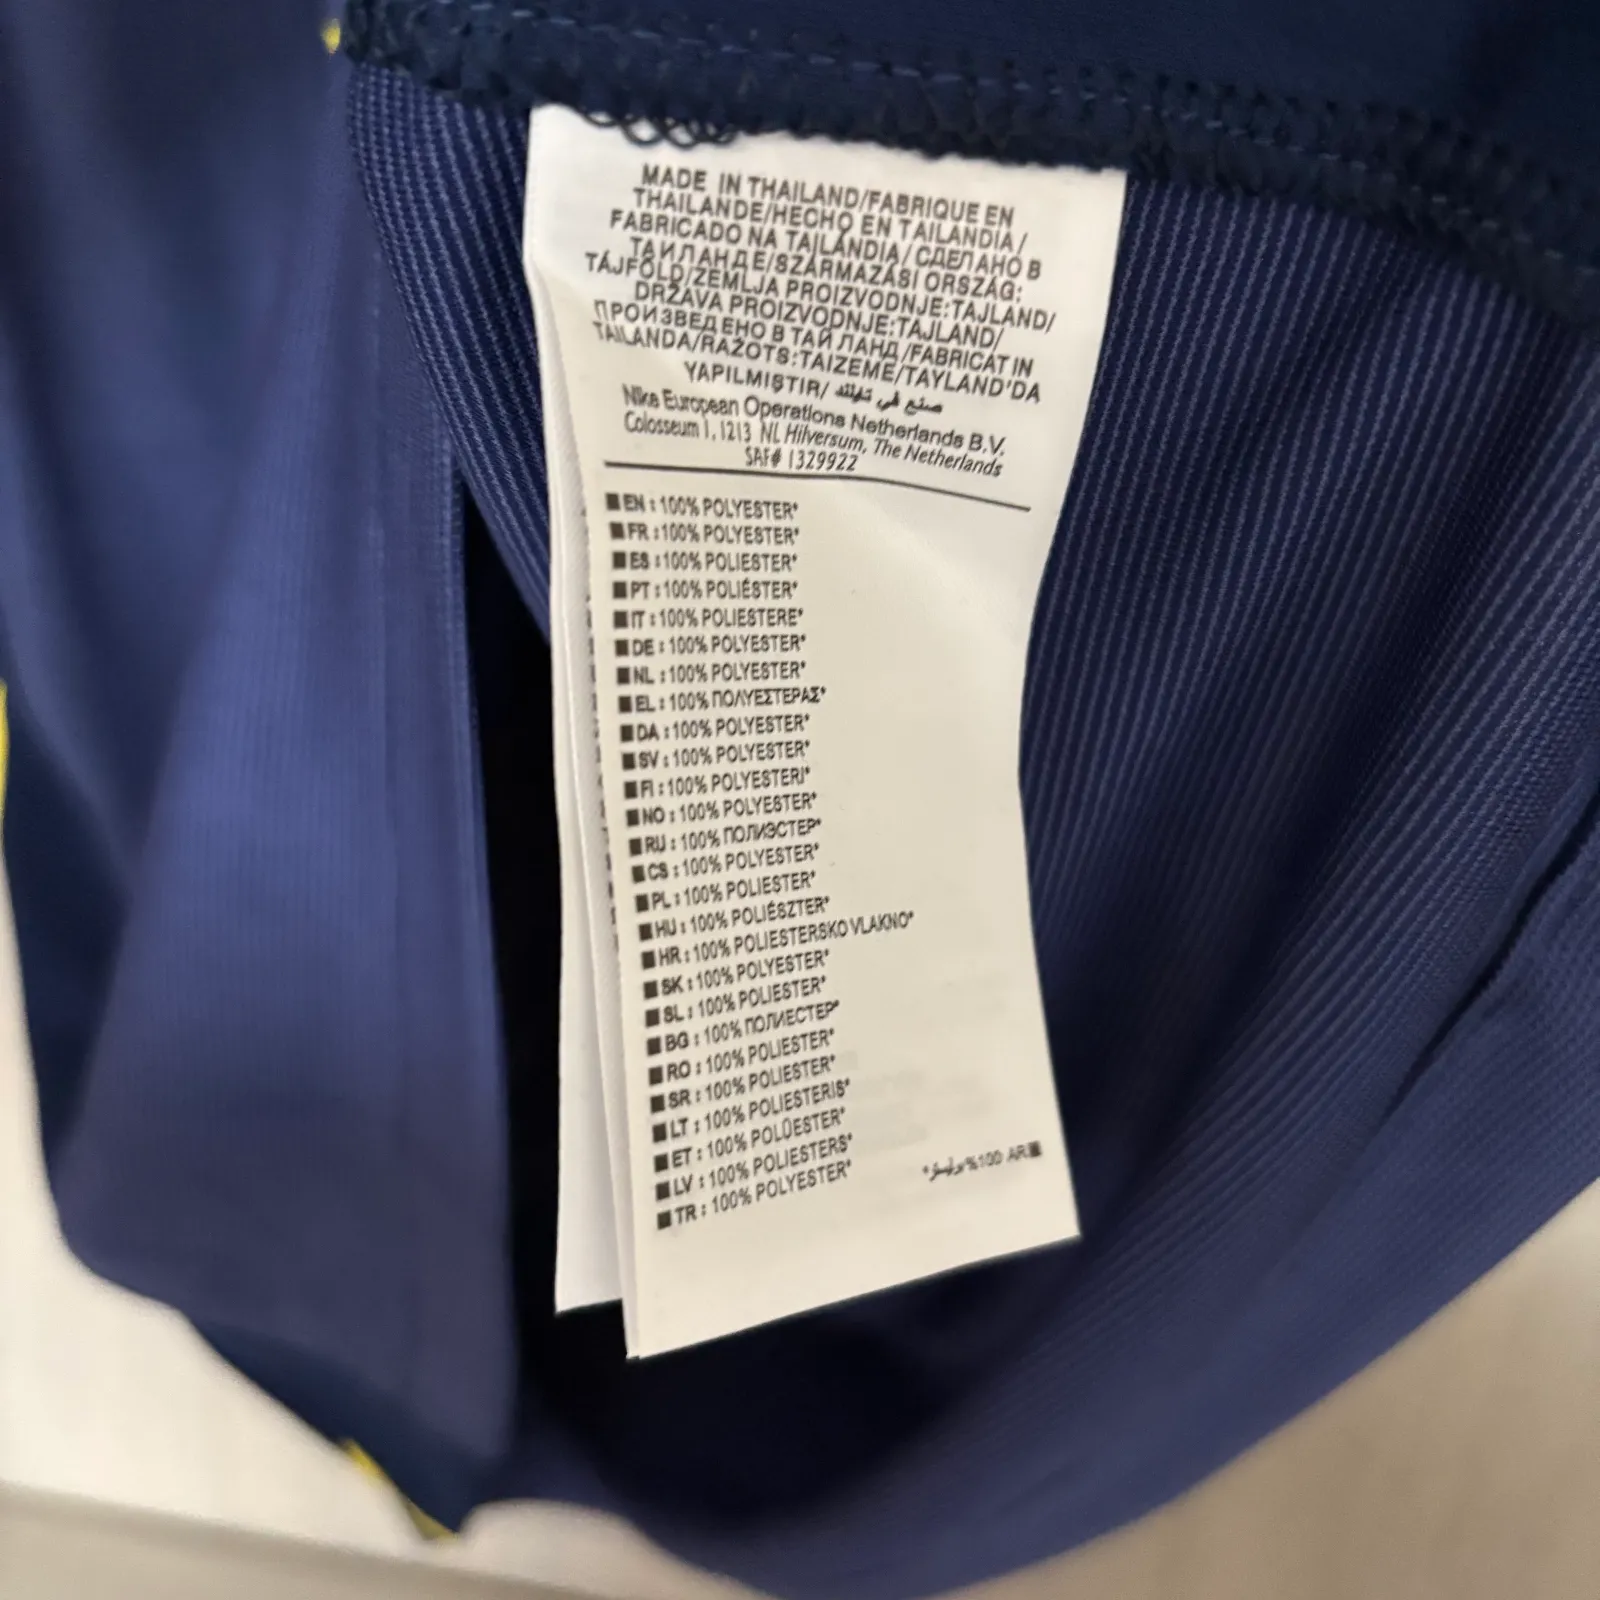 MADE IN THAILAND/FABRIQUE EN
THAILANDE/HECHO EN TAILANDIA/
FABRICADO NA TAJLÂNDIA/СДЕЛАНО В
ТАИЛАНДЕ/SZÁRMAZÁSI ORSZÁG:
TÁJFÖLD/ZEMLJA PROIZVODNJE:TAJLAND/
DRŽAVA PROIZVODNJE:TAJLAND/
ПРОИЗВЕДЕНО В ТАЙЛАНД/FABRICAT IN
TAILANDA/RAŽOTS:TAIZEME/TAYLAND'DA
YAPILMIŞTIR/ صنع في تايلند
Nike European Operations Netherlands B.V.
Colosseum 1, 1213 NL Hilversum, The Netherlands
SAF# 1329922
EN : 100% POLYESTER*
FR : 100% POLYESTER*
ES : 100% POLIESTER*
PT : 100% POLIÉSTER*
IT : 100% POLIESTERE*
DE : 100% POLYESTER*
NL : 100% POLYESTER*
EL : 100% ΠΟΛΥΕΣΤΕΡΑΣ*
DA : 100% POLYESTER*
SV : 100% POLYESTER*
FI : 100% POLYESTERI*
NO : 100% POLYESTER*
RU : 100% ПОЛИЭСТЕР*
CS : 100% POLYESTER*
PL : 100% POLIESTER*
HU : 100% POLIÉSZTER*
HR : 100% POLIESTERSKO VLAKNO*
SK : 100% POLYESTER*
SL : 100% POLIESTER*
BG : 100% ПОЛИЕСТЕР*
RO : 100% POLIESTER*
SR : 100% POLIESTER*
LT : 100% POLIESTERIS*
ET : 100% POLÜESTER*
LV : 100% POLIESTERS*
TR : 100% POLYESTER*
*بوليستر %100 AR